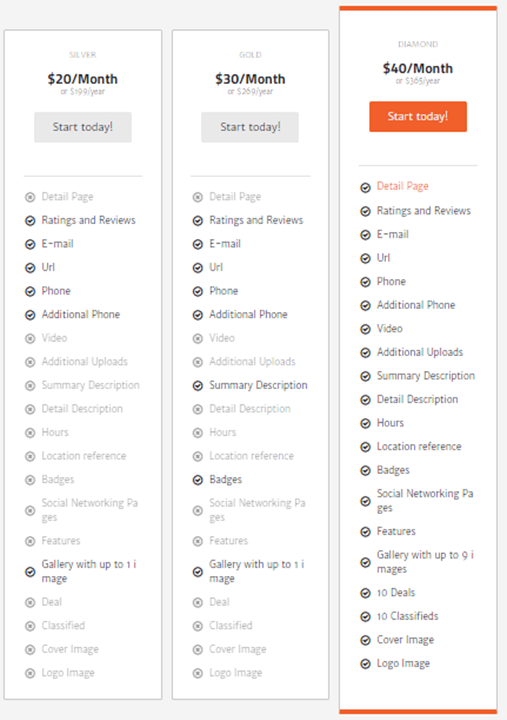 SILVER
$20/Month
or $199/year
Start today!
Detail Page
Ratings and Reviews
E-mail
Url
Phone
Additional Phone
Video
Additional Uploads
Summary Description
Detail Description
Hours
Location reference
Badges
Social Networking Pa
ges
Features
Gallery with up to 1 i
mage
Deal
Classified
Cover Image
Logo Image
GOLD
$30/Month
or $269/year
Start today!
Detail Page
Ratings and Reviews
E-mail
Url
Phone
Additional Phone
Video
Additional Uploads
Summary Description
Detail Description
Hours
Location reference
Badges
Social Networking Pa
ges
Features
Gallery with up to 1 i
mage
Deal
Classified
Cover Image
Logo Image
DIAMOND
$40/Month
or $365/year
Start today!
Detail Page
Ratings and Reviews
E-mail
Url
Phone
Additional Phone
Video
Additional Uploads
Summary Description
Detail Description
Hours
Location reference
Badges
Social Networking Pa
ges
Features
Gallery with up to 9 i
mages
10 Deals
10 Classifieds
Cover Image
Logo Image